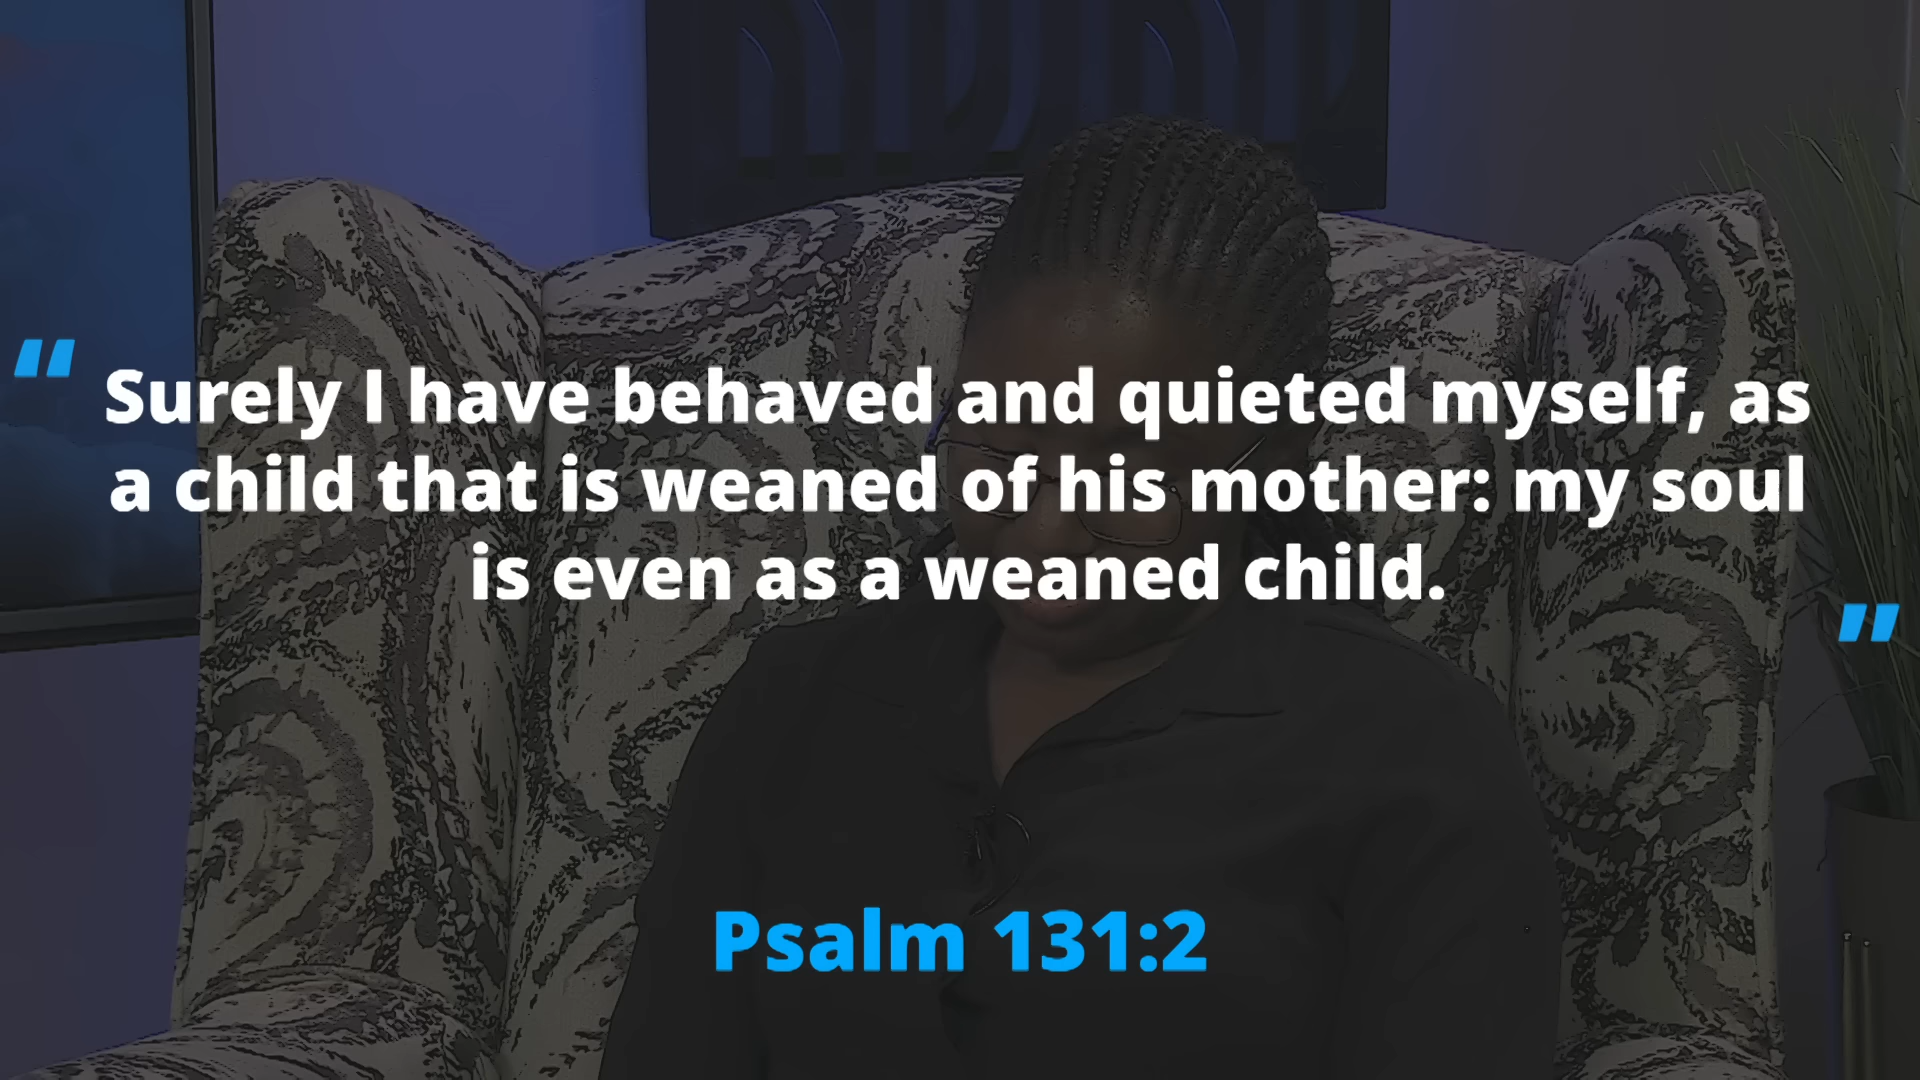 “ Surely I have behaved and quieted myself, as
a child that is weaned of his mother: my soul
is even as a weaned child. ”
Psalm 131:2